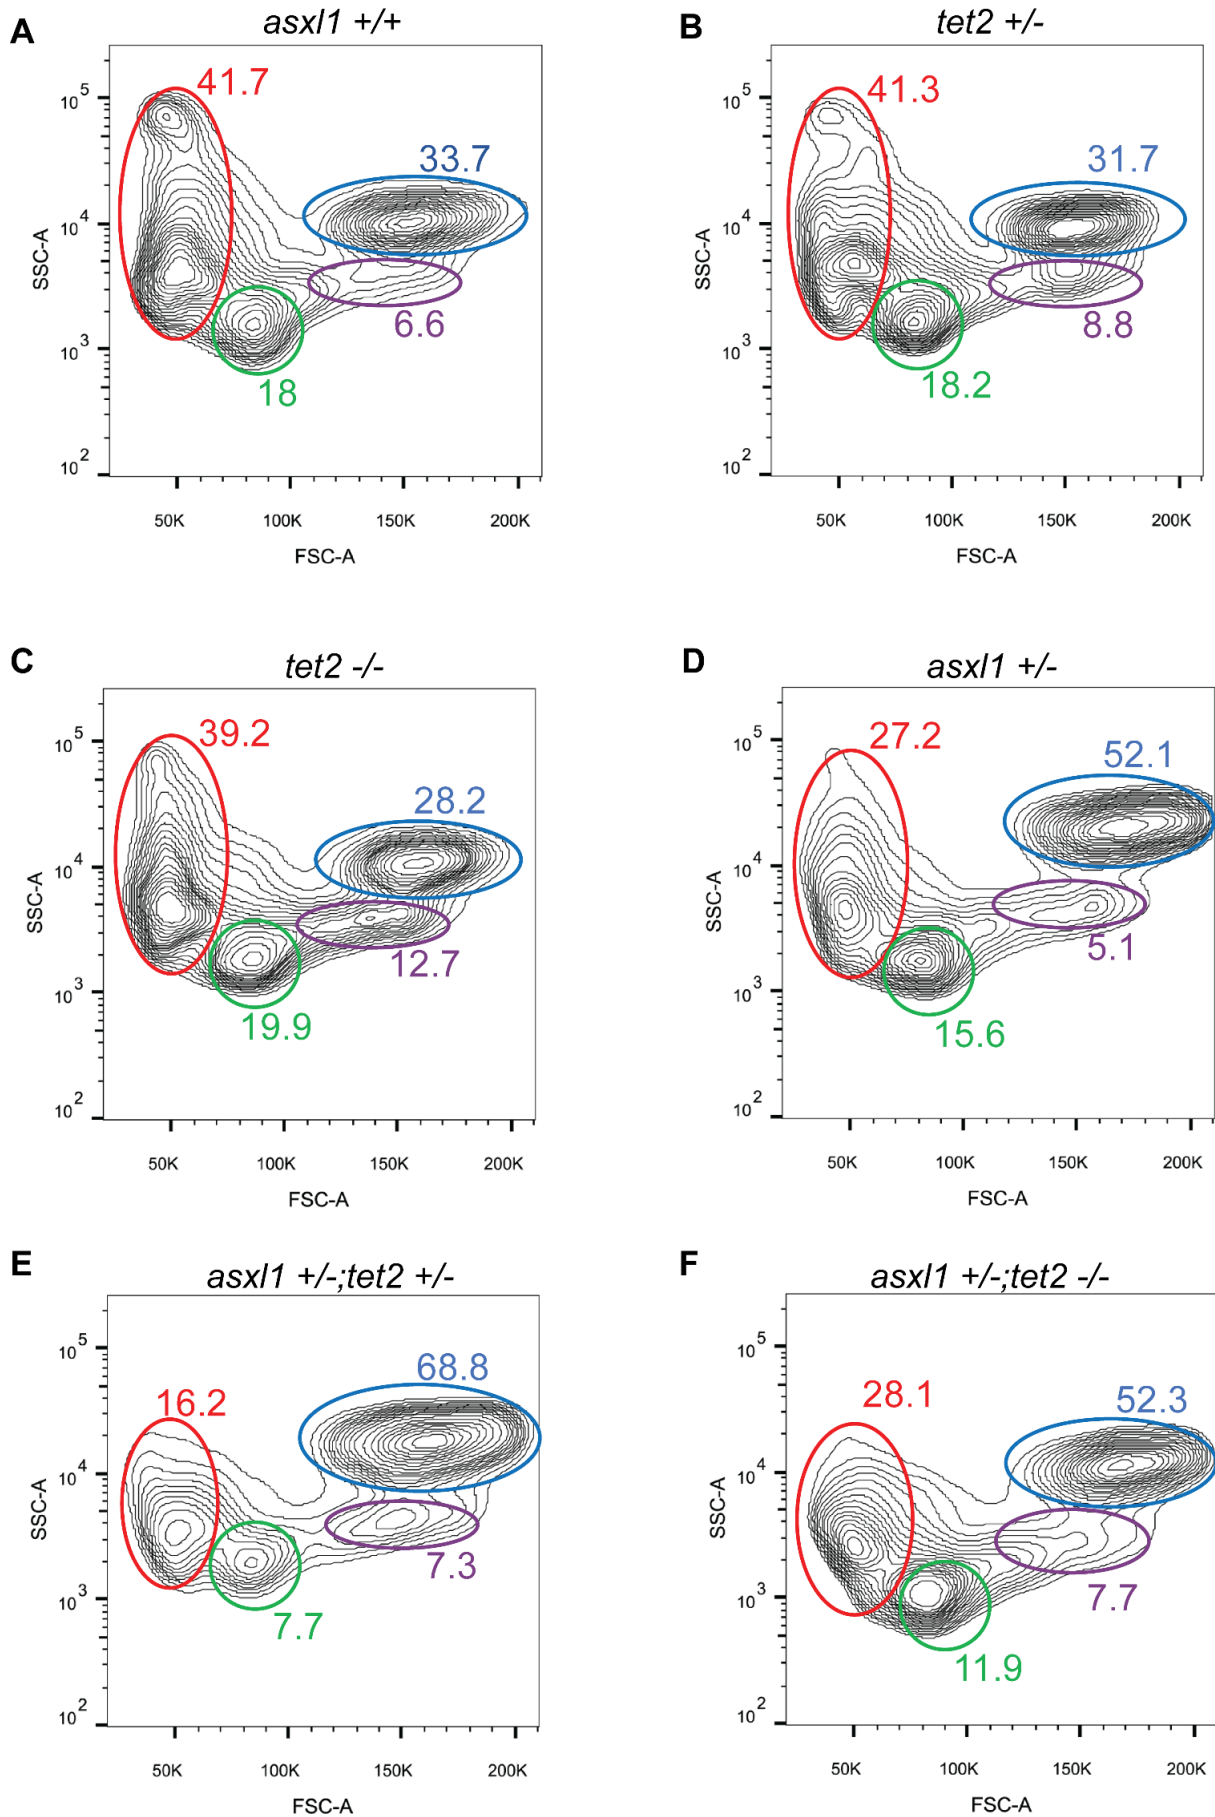 A
asxl1 +/+
41.7
33.7
6.6
18
10^5
10^4
10^3
10^2
SSC-A
50K 100K 150K 200K
FSC-A
B
tet2 +/-
41.3
31.7
8.8
18.2
10^5
10^4
10^3
10^2
SSC-A
50K 100K 150K 200K
FSC-A
C
tet2 -/-
39.2
28.2
12.7
19.9
10^5
10^4
10^3
10^2
SSC-A
50K 100K 150K 200K
FSC-A
D
asxl1 +/-
27.2
52.1
5.1
15.6
10^5
10^4
10^3
10^2
SSC-A
50K 100K 150K 200K
FSC-A
E
asxl1 +/-;tet2 +/-
68.8
16.2
7.3
7.7
10^5
10^4
10^3
10^2
SSC-A
50K 100K 150K 200K
FSC-A
F
asxl1 +/-;tet2 -/-
28.1
52.3
7.7
11.9
10^5
10^4
10^3
10^2
SSC-A
50K 100K 150K 200K
FSC-A